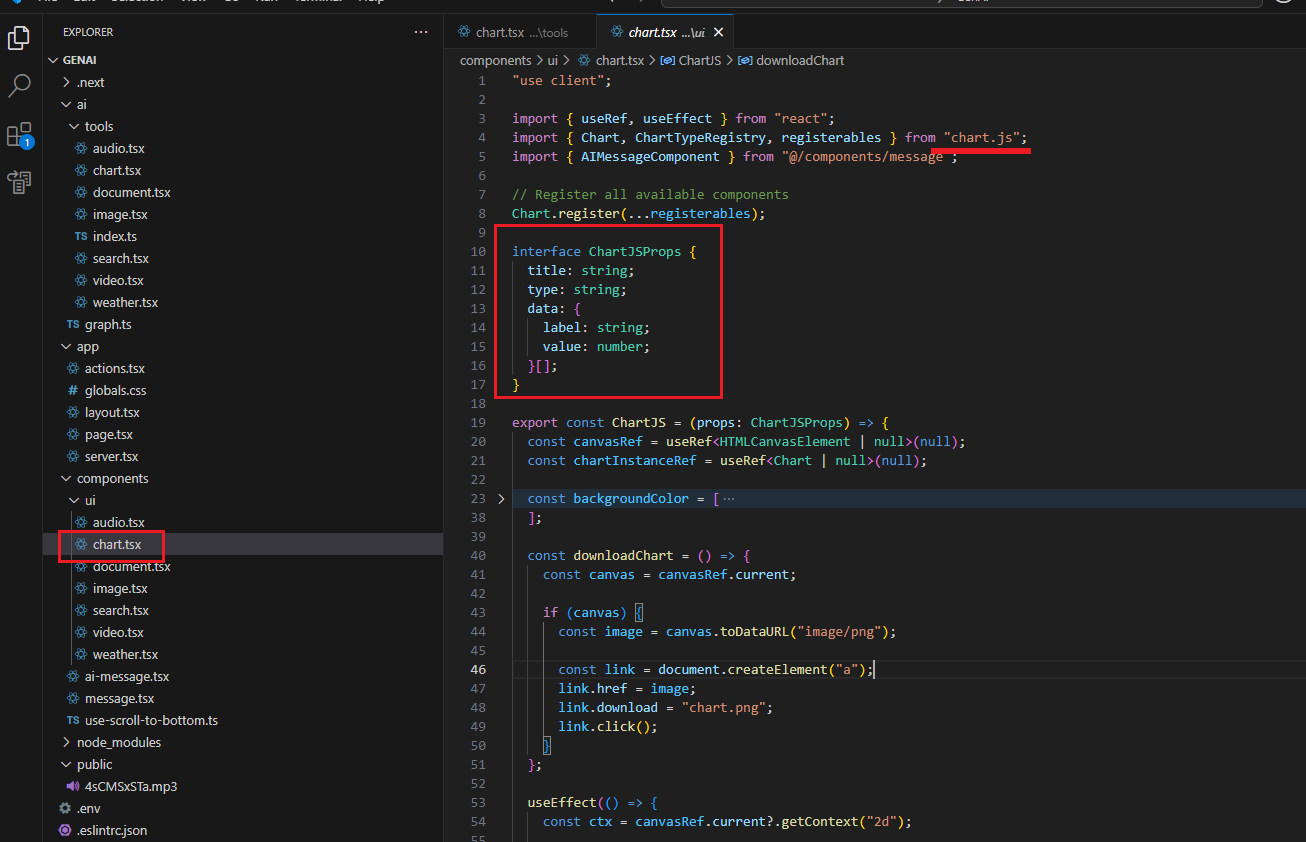 EXPLORER
GENAI
.next
ai
tools
audio.tsx
chart.tsx
document.tsx
image.tsx
TS index.ts
search.tsx
video.tsx
weather.tsx
TS graph.ts
app
actions.tsx
# globals.css
layout.tsx
page.tsx
server.tsx
components
ui
audio.tsx
chart.tsx
document.tsx
image.tsx
search.tsx
video.tsx
weather.tsx
ai-message.tsx
message.tsx
TS use-scroll-to-bottom.ts
node_modules
public
4sCMSxSTa.mp3
.env
.eslintrc.json
1
chart.tsx ...\tools
chart.tsx ...\ui
components > ui > chart.tsx > ChartJS > downloadChart
1 "use client";
2
3 import { useRef, useEffect } from "react";
4 import { Chart, ChartTypeRegistry, registerables } from "chart.js";
5 import { AIMessageComponent } from "@/components/message";
6
7 // Register all available components
8 Chart.register(...registerables);
9
10 interface ChartJSProps {
11 title: string;
12 type: string;
13 data: {
14 label: string;
15 value: number;
16 }[];
17 }
18
19 export const ChartJS = (props: ChartJSProps) => {
20 const canvasRef = useRef<HTMLCanvasElement | null>(null);
21 const chartInstanceRef = useRef<Chart | null>(null);
22
23 const backgroundColor = [ ···
38 ];
39
40 const downloadChart = () => {
41 const canvas = canvasRef.current;
42
43 if (canvas) {
44 const image = canvas.toDataURL("image/png");
45
46 const link = document.createElement("a");
47 link.href = image;
48 link.download = "chart.png";
49 link.click();
50 }
51 };
52
53 useEffect(() => {
54 const ctx = canvasRef.current?.getContext("2d");
55